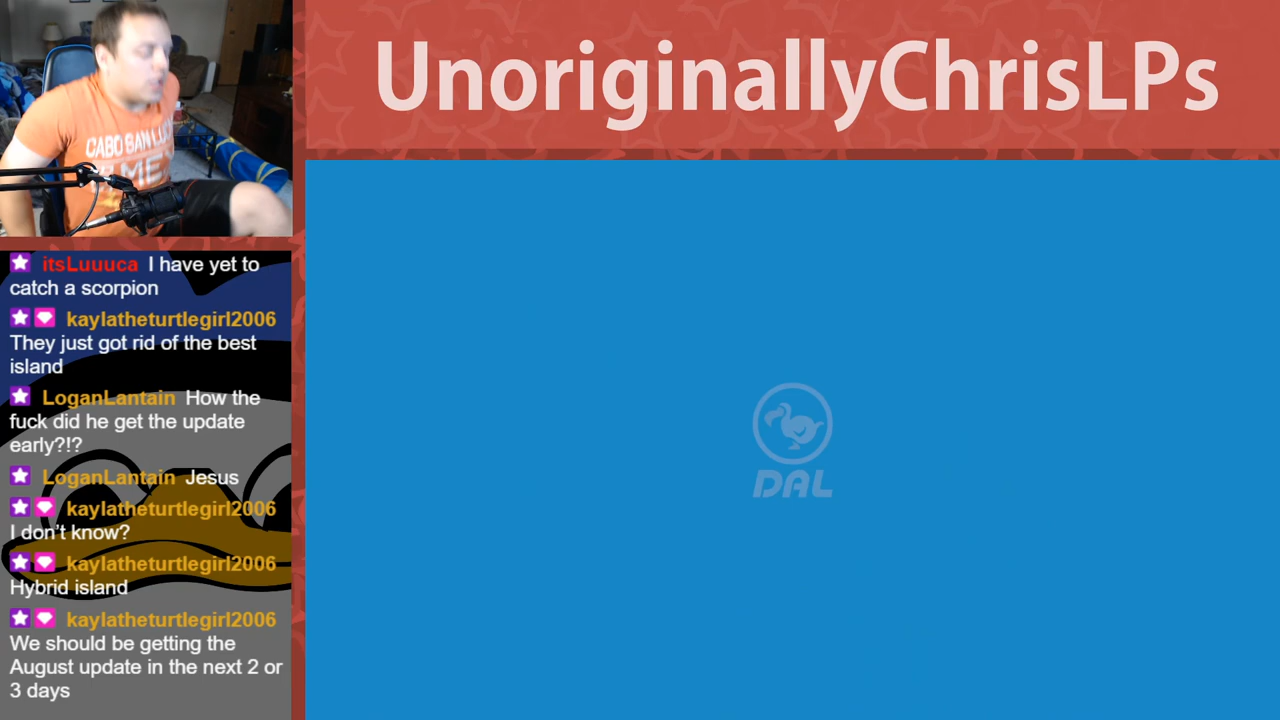 UnoriginallyChrisLPs
CABO SAN
itsLuuuca I have yet to
catch a scorpion
kaylatheturtlegirl2006
They just got rid of the best
island
LoganLantain How the
fuck did he get the update
early?!?
LoganLantain Jesus
kaylatheturtlegirl2006
I don't know?
kaylatheturtlegirl2006
Hybrid island
kaylatheturtlegirl2006
We should be getting the
August update in the next 2 or
3 days
DAL